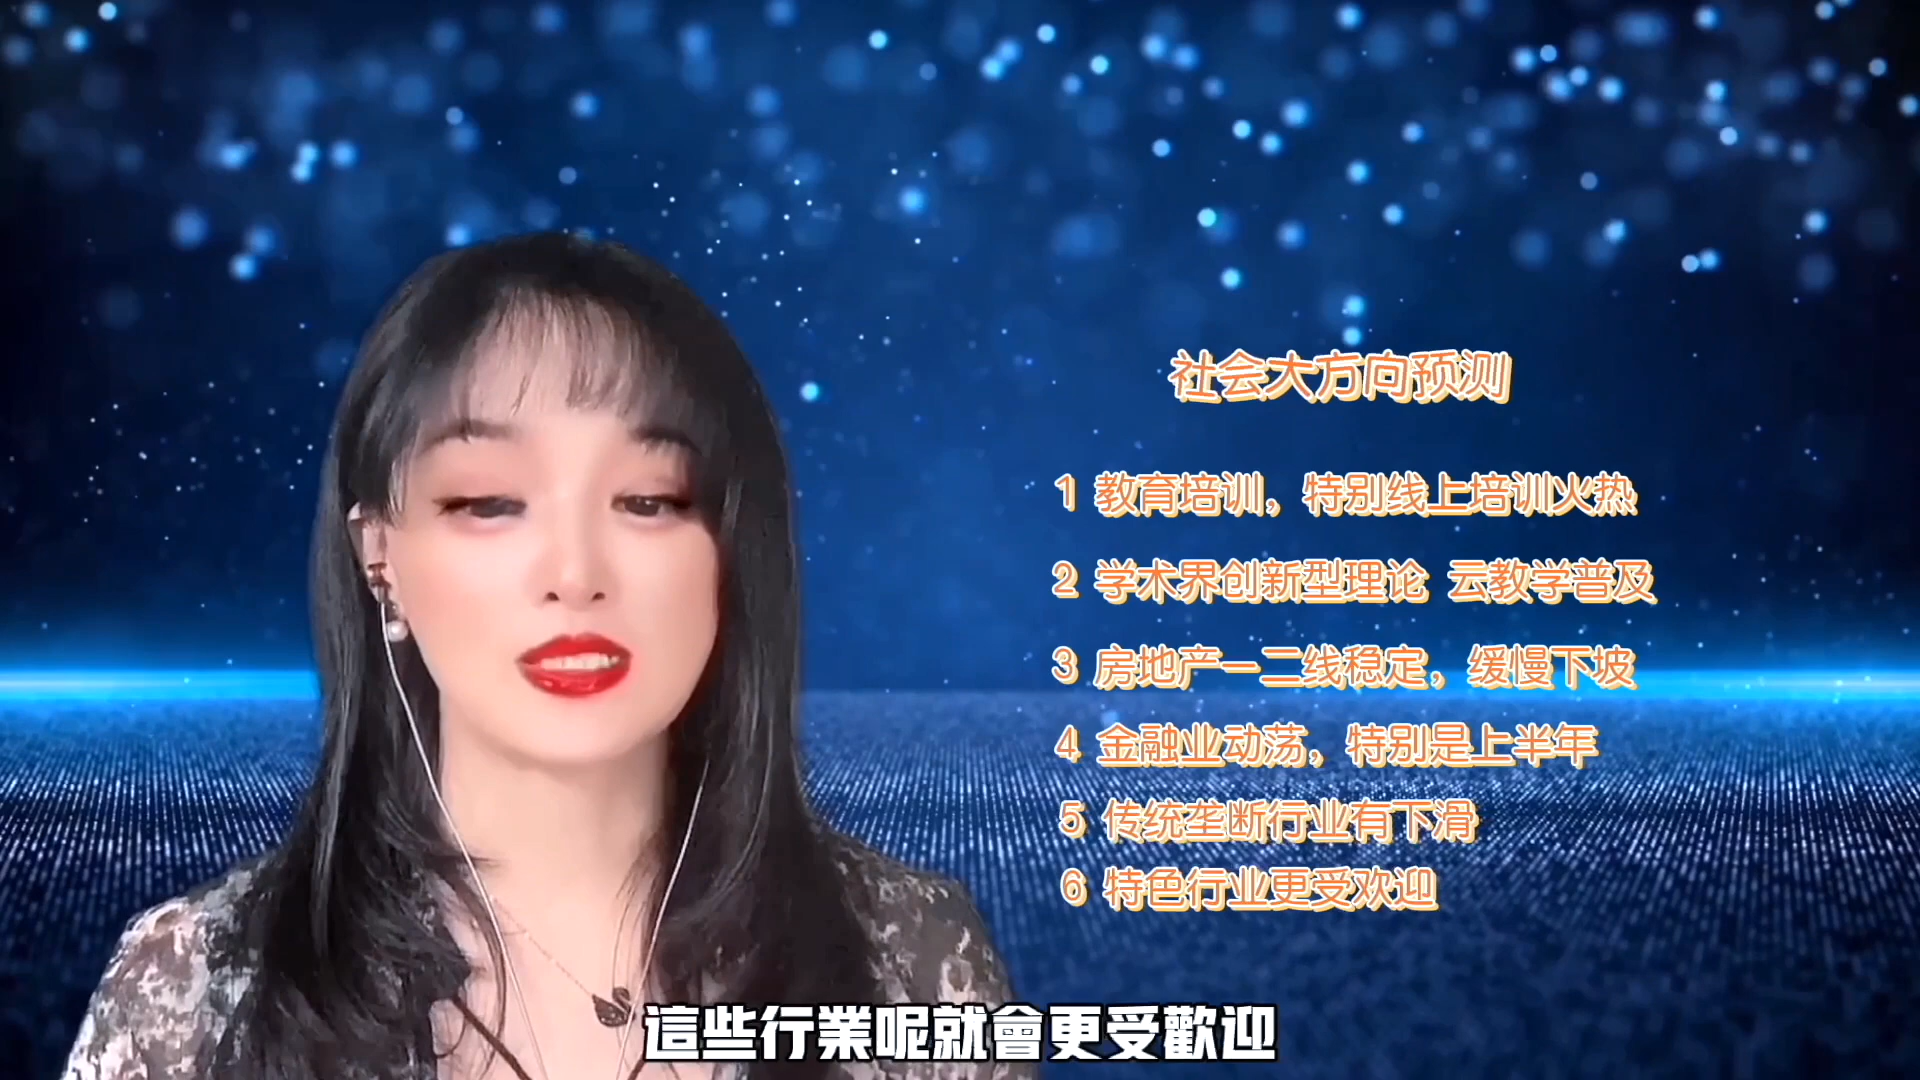 社会大方向预测
1 教育培训，特别线上培训火热
2 学术界创新型理论 云教学普及
3 房地产一二线稳定，缓慢下坡
4 金融业动荡，特别是上半年
5 传统垄断行业有下滑
6 特色行业更受欢迎
這些行業呢就會更受歡迎